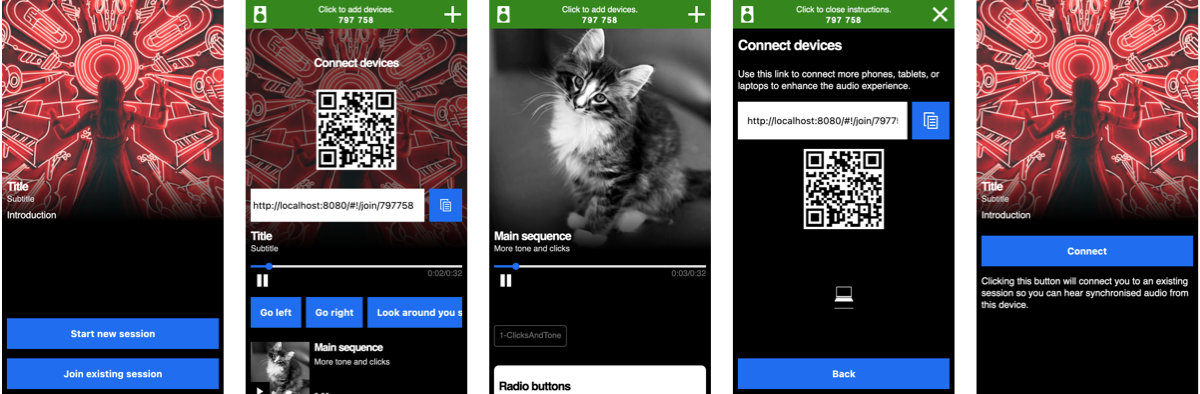 Title
Subtitle
Introduction
Start new session
Join existing session
Click to add devices.
797 758
Connect devices
http://localhost:8080/#!/join/797758
Title
Subtitle
0:02/0:32
Go left
Go right
Look around you s
Main sequence
More tone and clicks
Click to add devices.
797 758
Main sequence
More tone and clicks
0:03/0:32
1-ClicksAndTone
Radio buttons
Click to close instructions.
797 758
Connect devices
Use this link to connect more phones, tablets, or
laptops to enhance the audio experience.
http://localhost:8080/#!/join/7977
Back
Title
Subtitle
Introduction
Connect
Clicking this button will connect you to an existing
session so you can hear synchronised audio from
this device.